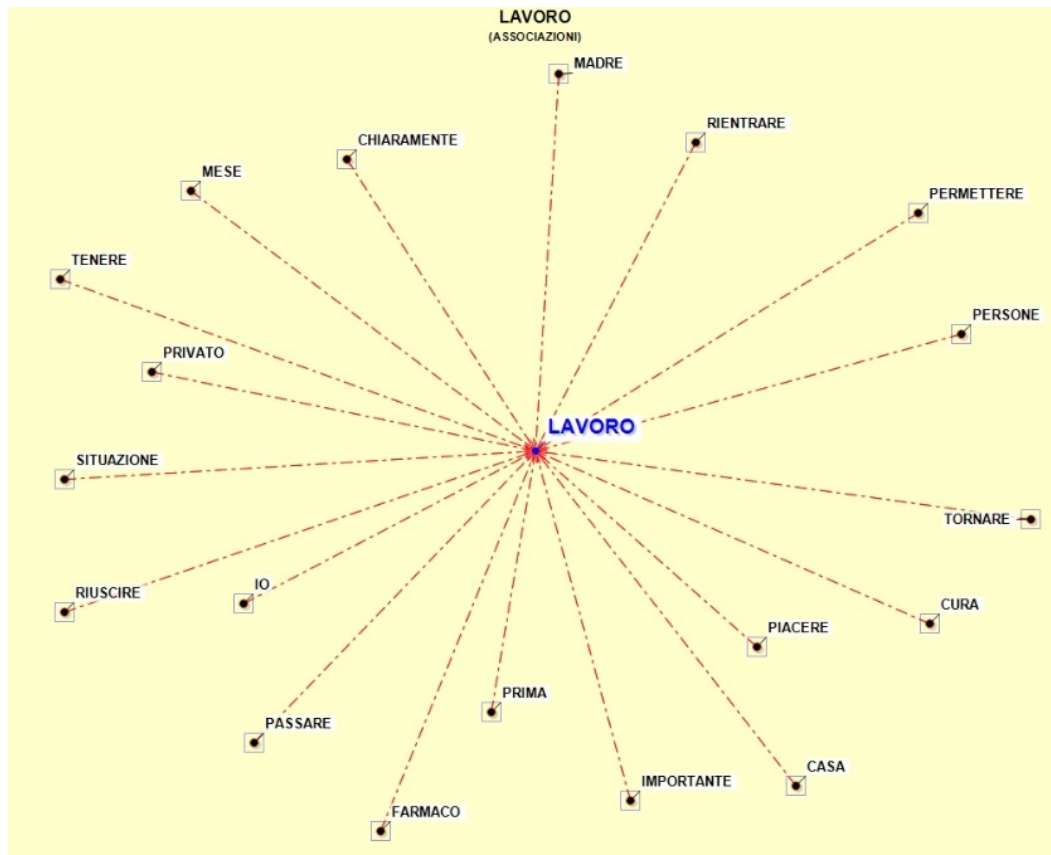 LAVORO
(ASSOCIAZIONI)
MADRE
RIENTRARE
CHIARAMENTE
MESE
PERMETTERE
TENERE
PERSONE
PRIVATO
LAVORO
SITUAZIONE
TORNARE
IO
RIUSCIRE
CURA
PIACERE
PRIMA
PASSARE
CASA
IMPORTANTE
FARMACO